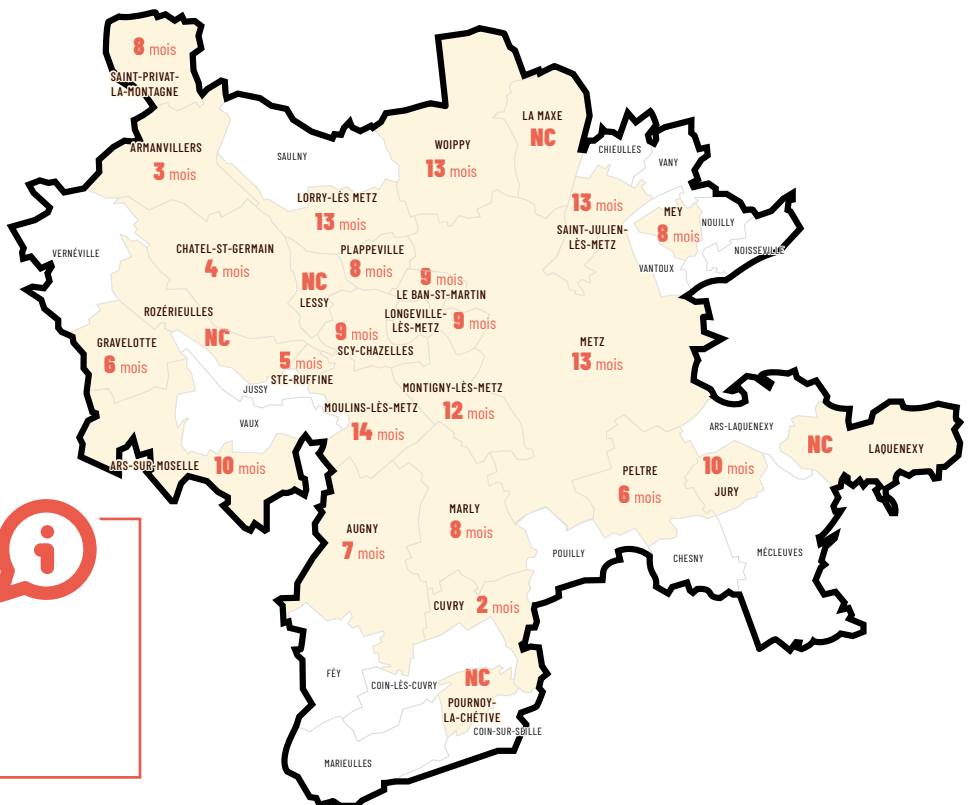 8 mois
SAINT-PRIVAT-
LA-MONTAGNE
ARMANVILLERS
3 mois
SAULNY
WOIPPY
13 mois
LA MAXE
NC
CHIEULLES
VANY
LORRY-LÈS METZ
13 mois
13 mois
SAINT-JULIEN-
LÈS-METZ
MEY
8 mois
NOUILLY
NOISSEVILLE
VANTOUX
VERNÉVILLE
CHATEL-ST-GERMAIN
4 mois
PLAPPEVILLE
8 mois
NC
LESSY
9 mois
LE BAN-ST-MARTIN
LONGEVILLE-
LÈS-METZ
9 mois
ROZÉRIEULLES
NC
9 mois
SCY-CHAZELLES
GRAVELOTTE
6 mois
5 mois
STE-RUFFINE
JUSSY
METZ
13 mois
MONTIGNY-LÈS-METZ
12 mois
MOULINS-LÈS-METZ
14 mois
VAUX
ARS-SUR-MOSELLE
10 mois
ARS-LAQUENEXY
NC
LAQUENEXY
PELTRE
6 mois
10 mois
JURY
AUGNY
7 mois
MARLY
8 mois
POUILLY
CHESNY
MÉCLEUVES
CUVRY 2 mois
FÉY
COIN-LÈS-CUVRY
NC
POURNOY-
LA-CHÉTIVE
COIN-SUR-SEILLE
MARIEULLES
i